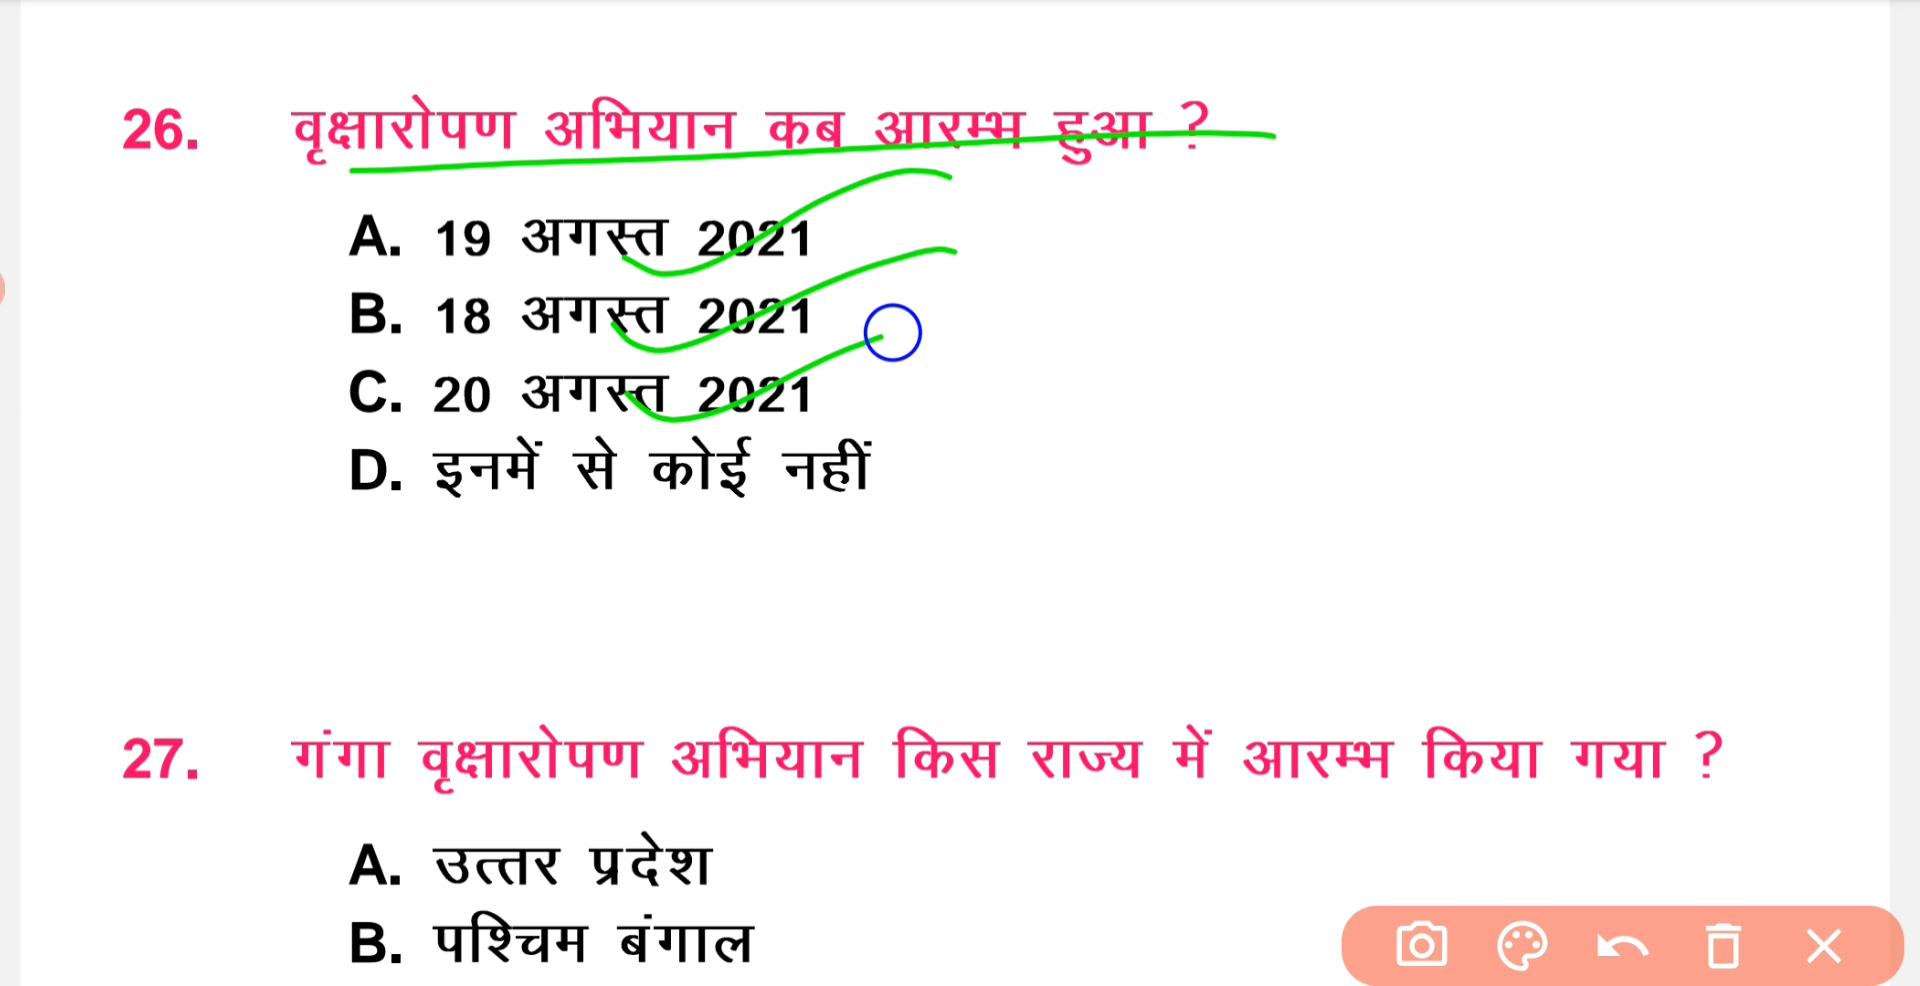 26. वृक्षारोपण अभियान कब आरम्भ हुआ ?
A. 19 अगस्त 2021
B. 18 अगस्त 2021
C. 20 अगस्त 2021
D. इनमें से कोई नहीं
27. गंगा वृक्षारोपण अभियान किस राज्य में आरम्भ किया गया ?
A. उत्तर प्रदेश
B. पश्चिम बंगाल